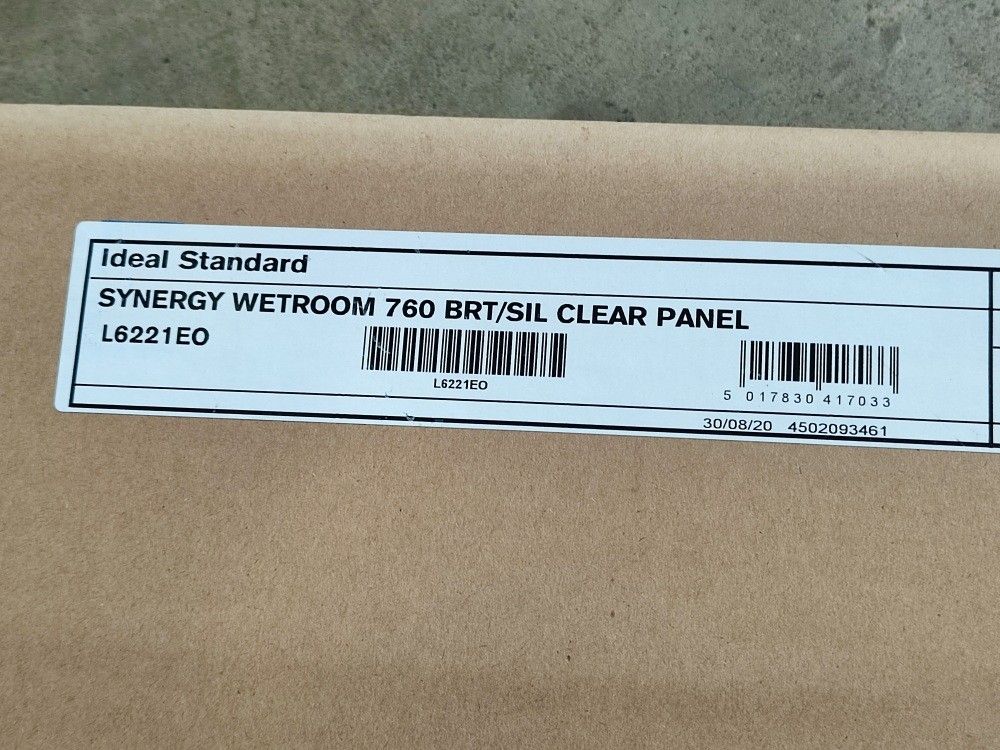 Ideal Standard
SYNERGY WETROOM 760 BRT/SIL CLEAR PANEL
L6221EO
L6221EO
5 017830 417033
30/08/20 4502093461